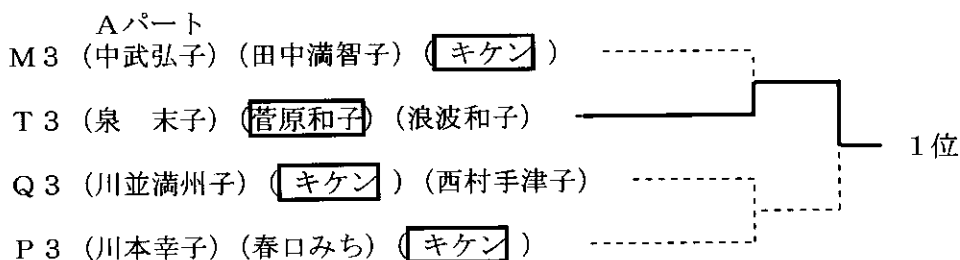 Aパート
M3 (中武弘子) (田中満智子) (キケン)
T3 (泉 末子) (菅原和子) (浪波和子)
1位
Q3 (川並満州子) (キケン) (西村手津子)
P3 (川本幸子) (春口みち) (キケン)